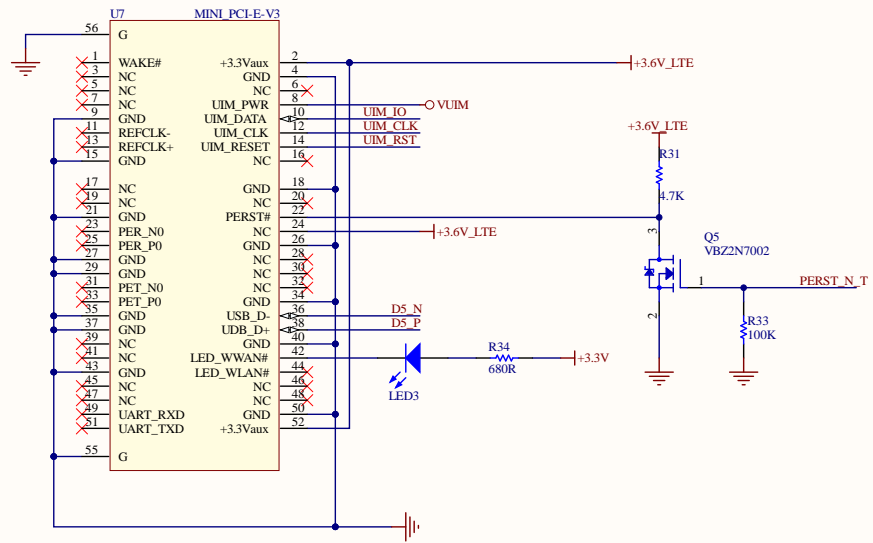 U7 MINI_PCI-E-V3
56 G
1 WAKE# +3.3Vaux 2 +3.6V_LTE
3 NC GND 4
5 NC NC 6
7 NC UIM_PWR 8 VUIM
9 GND UIM_DATA 10 UIM_IO
11 REFCLK- UIM_CLK 12 UIM_CLK
13 REFCLK+ UIM_RESET 14 UIM_RST
15 GND NC 16
17 NC GND 18
19 NC NC 20
21 GND PERST# 22
23 PER_N0 NC 24 +3.6V_LTE
25 PER_P0 GND 26
27 GND NC 28
29 GND NC 30
31 PET_N0 NC 32
33 PET_P0 GND 34
35 GND USB_D- 36 D5_N
37 GND UDB_D+ 38 D5_P
39 NC GND 40
41 NC LED_WWAN# 42
43 GND LED_WLAN# 44
45 NC NC 46
47 NC NC 48
49 UART_RXD GND 50
51 UART_TXD +3.3Vaux 52
55 G
LED3
R34
680R
+3.3V
+3.6V_LTE
R31
4.7K
3
Q5
VBZ2N7002
1
2
PERST_N_T
R33
100K